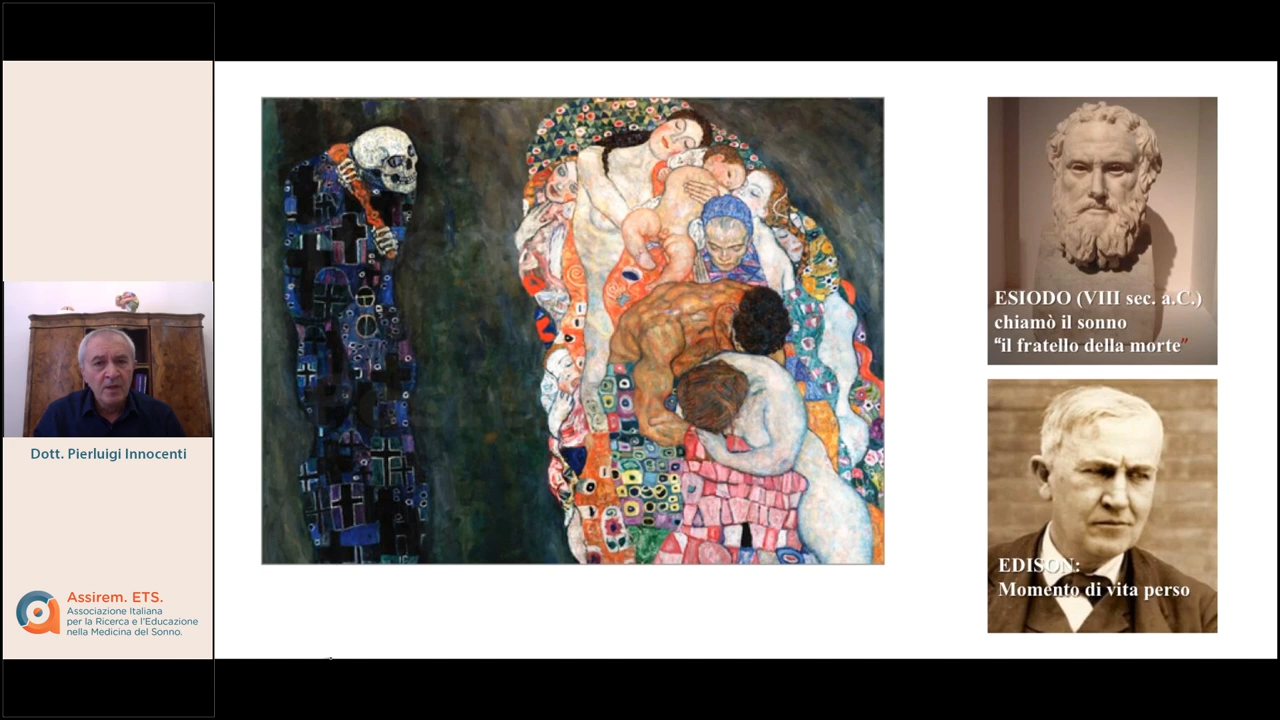 Dott. Pierluigi Innocenti
Assirem. ETS.
Associazione Italiana
per la Ricerca e l'Educazione
nella Medicina del Sonno.
ESIODO (VIII sec. a.C.)
chiamò il sonno
“il fratello della morte”
EDISON:
Momento di vita perso